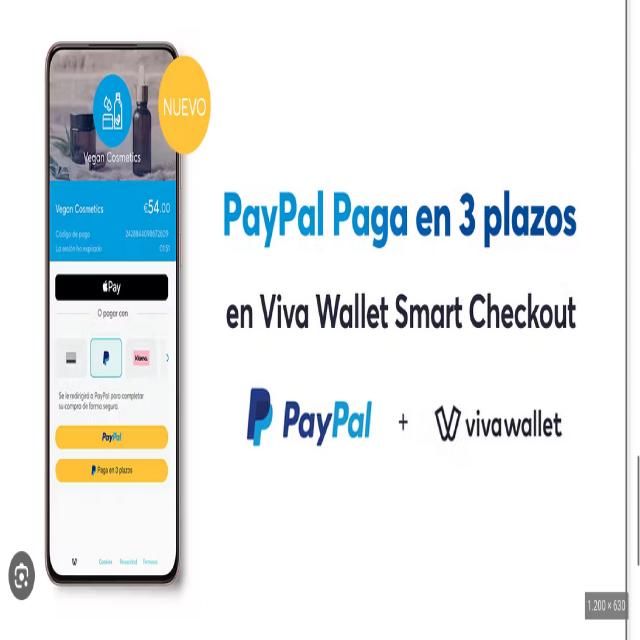 NUEVO
Vegan Cosmetics
Vegan Cosmetics €54.00
Código de pago
La sesión ha expirado 01:51
Pay
O pagar con
Klarna.
Se le redirigirá a PayPal para completar
su compra de forma segura.
PayPal
Paga en 3 plazos
Cookies Privacidad Términos
PayPal Paga en 3 plazos
en Viva Wallet Smart Checkout
PayPal + vivawallet
1.200 × 630